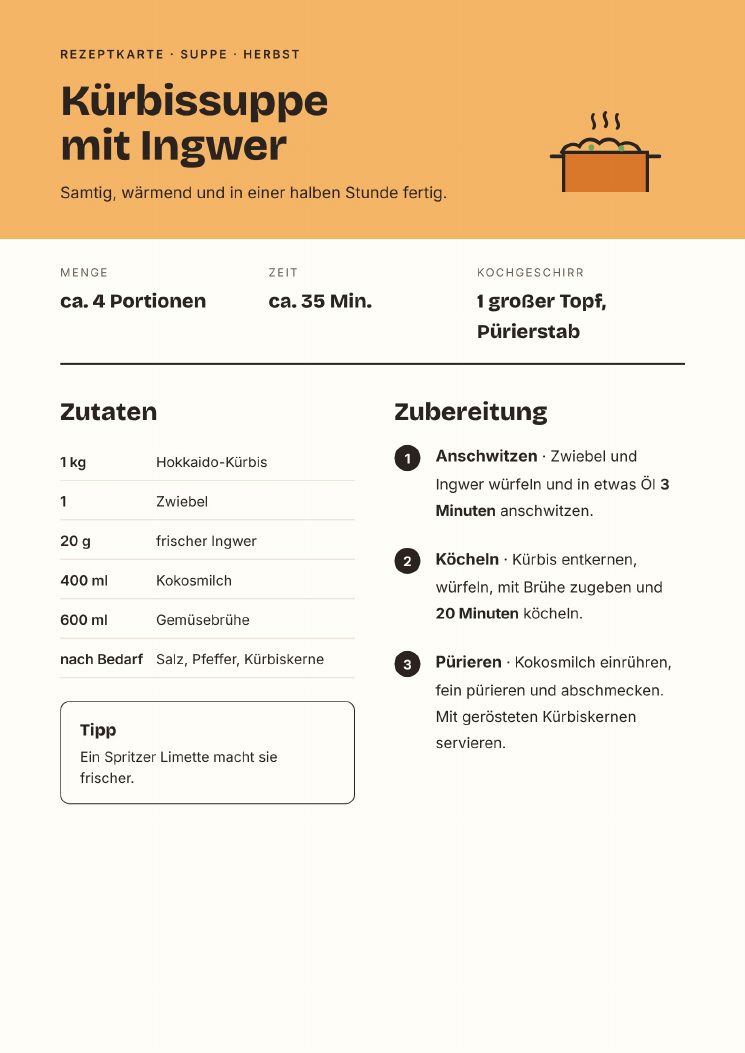 REZEPTKARTE · SUPPE · HERBST
Kürbissuppe
mit Ingwer
Samtig, wärmend und in einer halben Stunde fertig.
MENGE
ca. 4 Portionen
ZEIT
ca. 35 Min.
KOCHGESCHIRR
1 großer Topf,
Pürierstab
Zutaten
1 kg Hokkaido-Kürbis
1 Zwiebel
20 g frischer Ingwer
400 ml Kokosmilch
600 ml Gemüsebrühe
nach Bedarf Salz, Pfeffer, Kürbiskerne
Tipp
Ein Spritzer Limette macht sie
frischer.
Zubereitung
1 Anschwitzen · Zwiebel und
Ingwer würfeln und in etwas Öl 3
Minuten anschwitzen.
2 Köcheln · Kürbis entkernen,
würfeln, mit Brühe zugeben und
20 Minuten köcheln.
3 Pürieren · Kokosmilch einrühren,
fein pürieren und abschmecken.
Mit gerösteten Kürbiskernen
servieren.